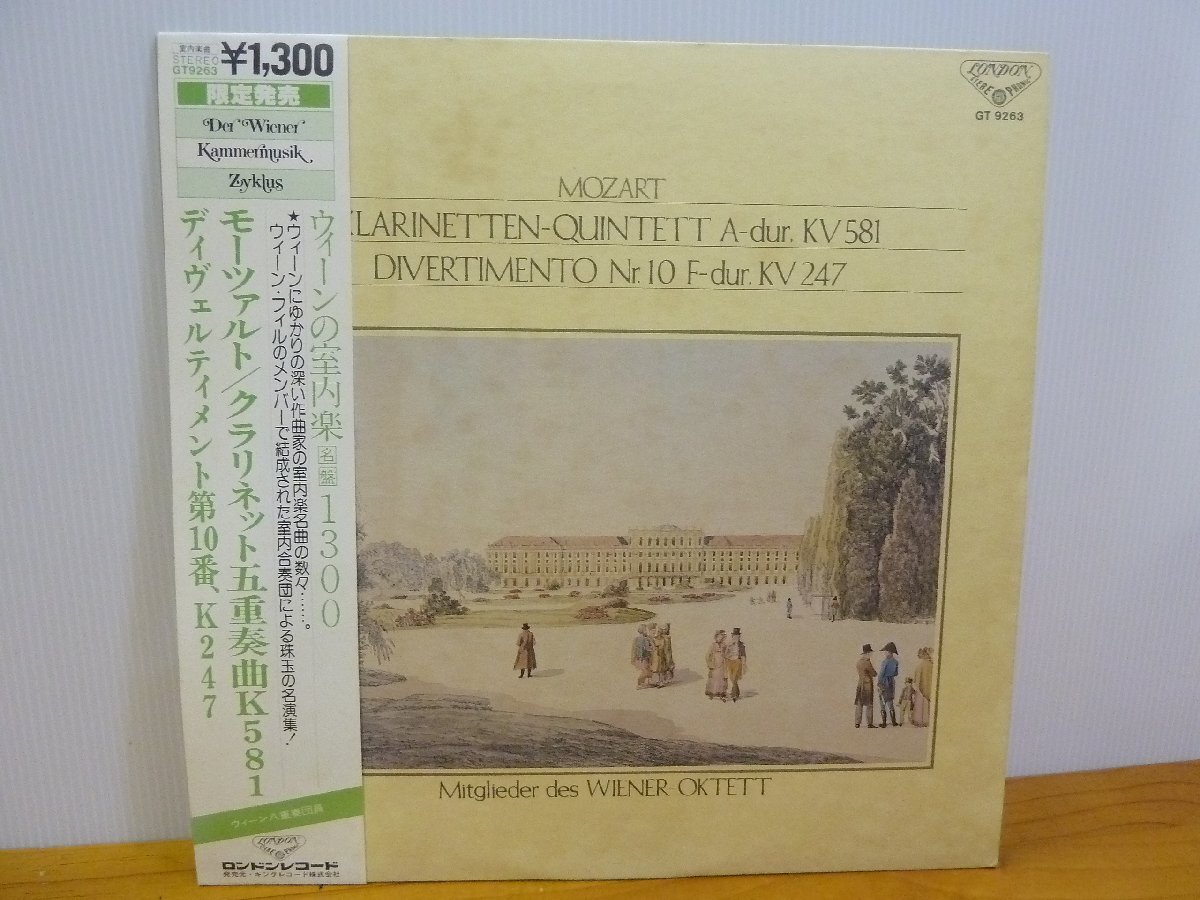 室内楽曲
STEREO
GT9263
¥1,300
限定発売
Der Wiener
Kammermusik
Zyklus
ウィーンの室内楽名盤1300
★ウィーンにゆかりの深い作曲家の室内楽名曲の数々……。
ウィーン・フィルのメンバーで結成された室内合奏団による珠玉の名演集!
モーツァルト/クラリネット五重奏曲K581
ディヴェルティメント第10番、K247
ウィーン八重奏団員
LONDON
STEREO PHONIC
ロンドンレコード
発売元・キングレコード株式会社
LONDON
STEREO PHONIC
GT 9263
MOZART
KLARINETTEN-QUINTETT A-dur, KV 581
DIVERTIMENTO Nr. 10 F-dur, KV 247
Mitglieder des WIENER OKTETT